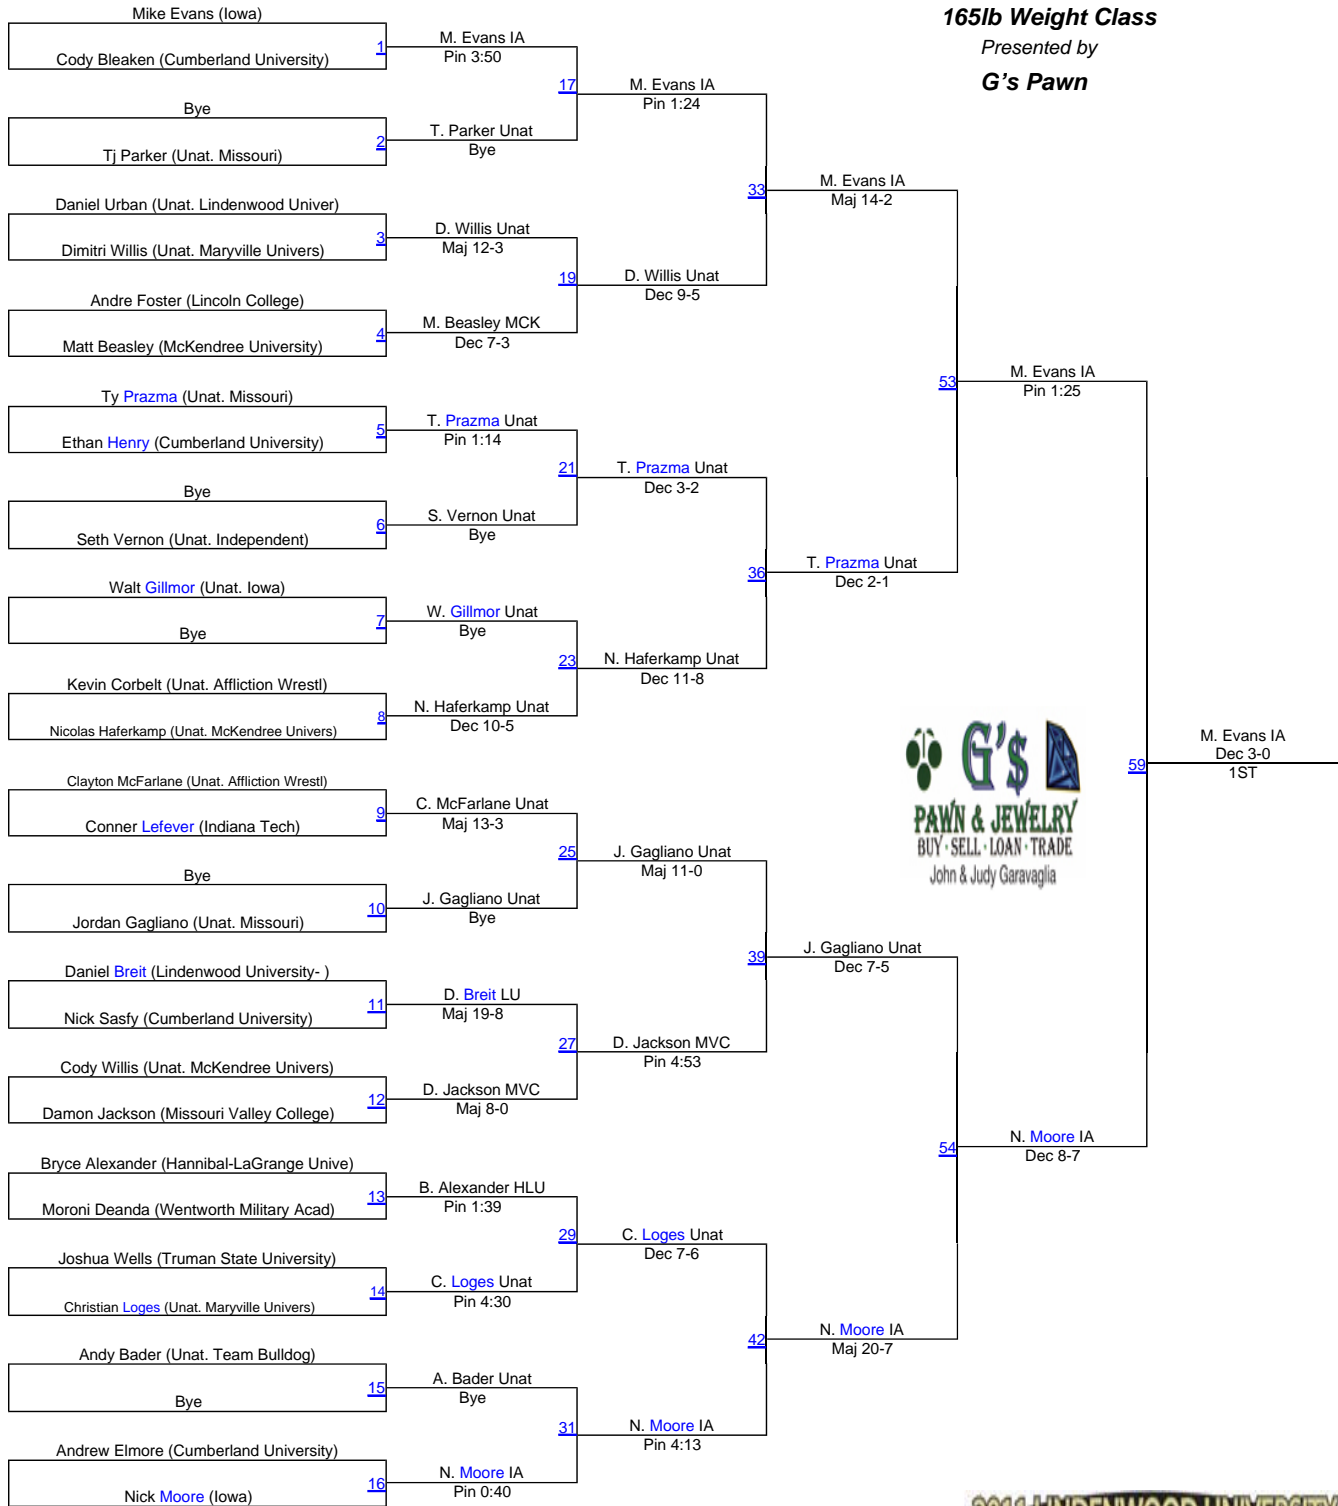 165lb Weight Class
Presented by
G's Pawn
Mike Evans (Iowa)
1
Cody Bleaken (Cumberland University)
Bye
2
Tj Parker (Unat. Missouri)
Daniel Urban (Unat. Lindenwood Univer)
3
Dimitri Willis (Unat. Maryville Univers)
Andre Foster (Lincoln College)
4
Matt Beasley (McKendree University)
Ty Prazma (Unat. Missouri)
5
Ethan Henry (Cumberland University)
Bye
6
Seth Vernon (Unat. Independent)
Walt Gillmor (Unat. Iowa)
7
Bye
Kevin Corbelt (Unat. Affliction Wrestl)
8
Nicolas Haferkamp (Unat. McKendree Univers)
Clayton McFarlane (Unat. Affliction Wrestl)
9
Conner Lefever (Indiana Tech)
Bye
10
Jordan Gagliano (Unat. Missouri)
Daniel Breit (Lindenwood University- )
11
Nick Sasfy (Cumberland University)
Cody Willis (Unat. McKendree Univers)
12
Damon Jackson (Missouri Valley College)
Bryce Alexander (Hannibal-LaGrange Unive)
13
Moroni Deanda (Wentworth Military Acad)
Joshua Wells (Truman State University)
14
Christian Loges (Unat. Maryville Univers)
Andy Bader (Unat. Team Bulldog)
15
Bye
Andrew Elmore (Cumberland University)
16
Nick Moore (Iowa)
M. Evans IA
Pin 3:50
17
T. Parker Unat
Bye
D. Willis Unat
Maj 12-3
19
M. Beasley MCK
Dec 7-3
T. Prazma Unat
Pin 1:14
21
S. Vernon Unat
Bye
W. Gillmor Unat
Bye
23
N. Haferkamp Unat
Dec 10-5
C. McFarlane Unat
Maj 13-3
25
J. Gagliano Unat
Bye
D. Breit LU
Maj 19-8
27
D. Jackson MVC
Maj 8-0
B. Alexander HLU
Pin 1:39
29
C. Loges Unat
Pin 4:30
A. Bader Unat
Bye
31
N. Moore IA
Pin 0:40
M. Evans IA
Pin 1:24
33
D. Willis Unat
Dec 9-5
T. Prazma Unat
Dec 3-2
36
N. Haferkamp Unat
Dec 11-8
J. Gagliano Unat
Maj 11-0
39
D. Jackson MVC
Pin 4:53
C. Loges Unat
Dec 7-6
42
N. Moore IA
Pin 4:13
M. Evans IA
Maj 14-2
53
T. Prazma Unat
Dec 2-1
J. Gagliano Unat
Dec 7-5
54
N. Moore IA
Maj 20-7
M. Evans IA
Pin 1:25
59
N. Moore IA
Dec 8-7
M. Evans IA
Dec 3-0
1ST
G's
PAWN & JEWELRY
BUY · SELL · LOAN · TRADE
John & Judy Garavaglia
2011 LINDENWOOD UNIVERSITY